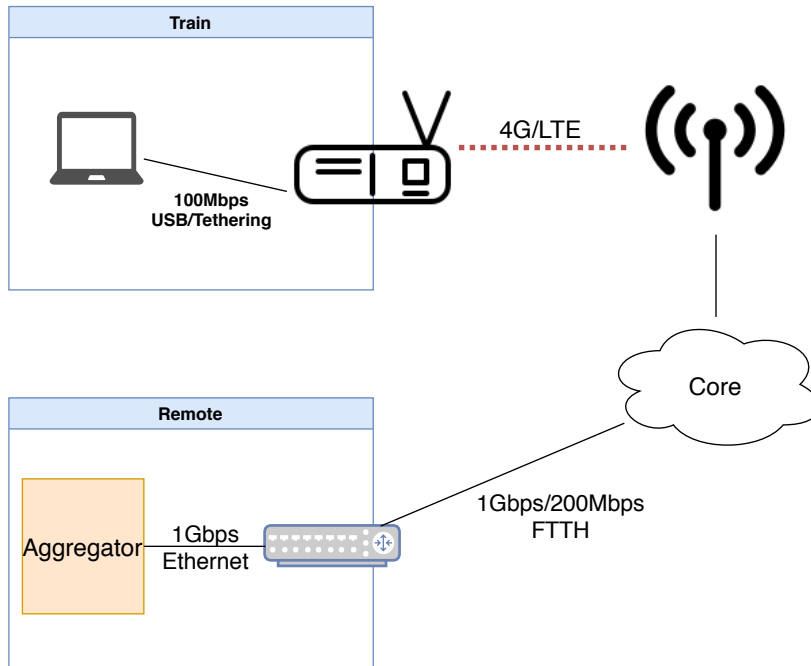 Train
4G/LTE
100Mbps
USB/Tethering
Core
Remote
1Gbps/200Mbps
FTTH
Aggregator
1Gbps
Ethernet